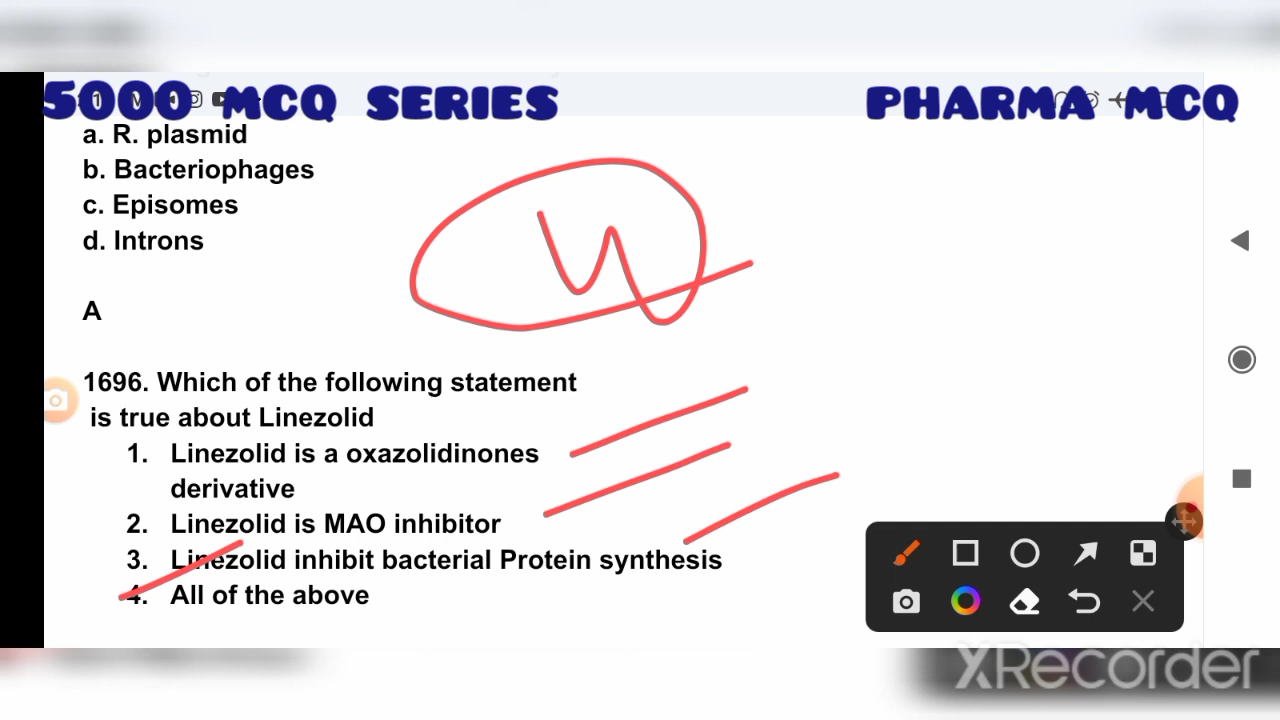 5000 MCQ SERIES PHARMA MCQ
a. R. plasmid
b. Bacteriophages
c. Episomes
d. Introns
A
1696. Which of the following statement
is true about Linezolid
1. Linezolid is a oxazolidinones
derivative
2. Linezolid is MAO inhibitor
3. Linezolid inhibit bacterial Protein synthesis
4. All of the above
XRecorder